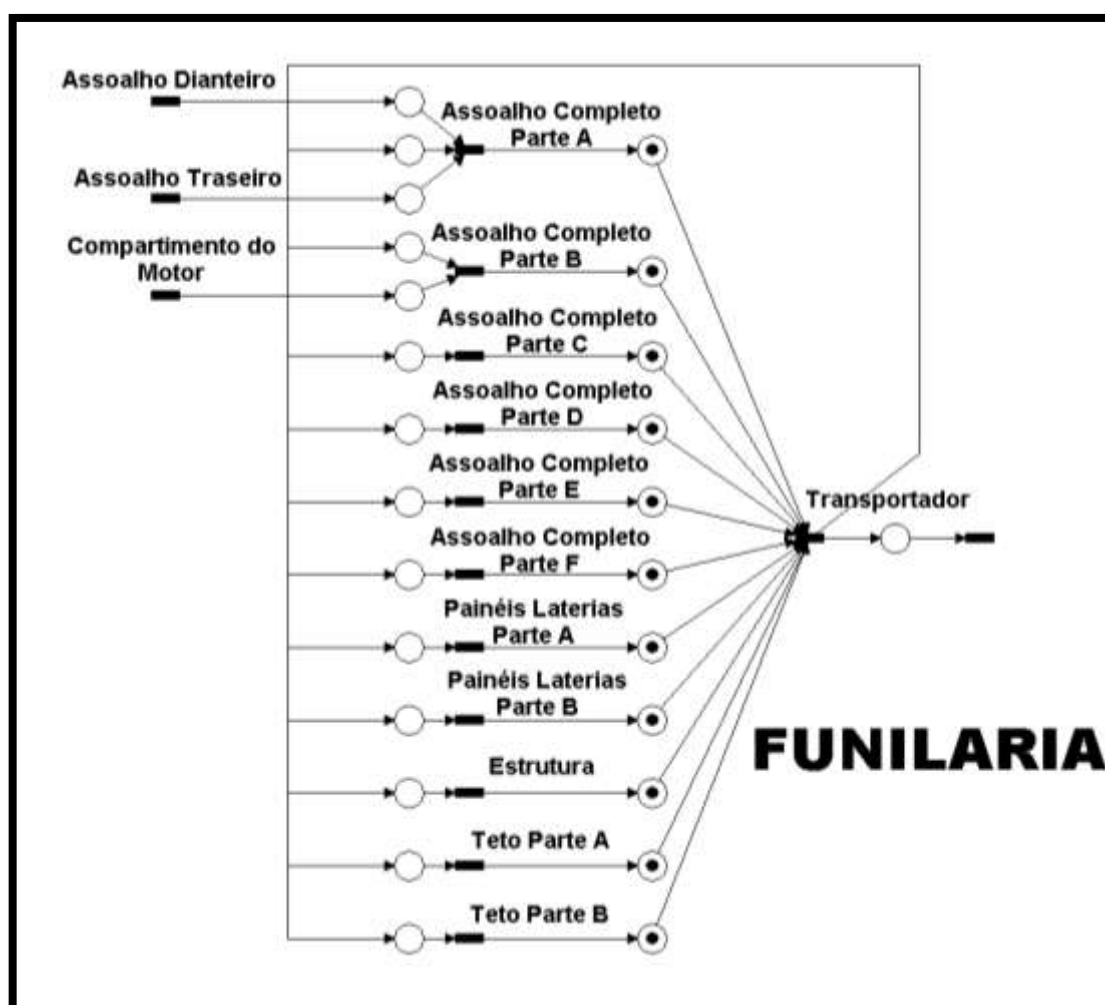 Assoalho Dianteiro
Assoalho Completo
Parte A
Assoalho Traseiro
Compartimento do
Motor
Assoalho Completo
Parte B
Assoalho Completo
Parte C
Assoalho Completo
Parte D
Assoalho Completo
Parte E
Transportador
Assoalho Completo
Parte F
Painéis Laterias
Parte A
Painéis Laterias
Parte B
FUNILARIA
Estrutura
Teto Parte A
Teto Parte B